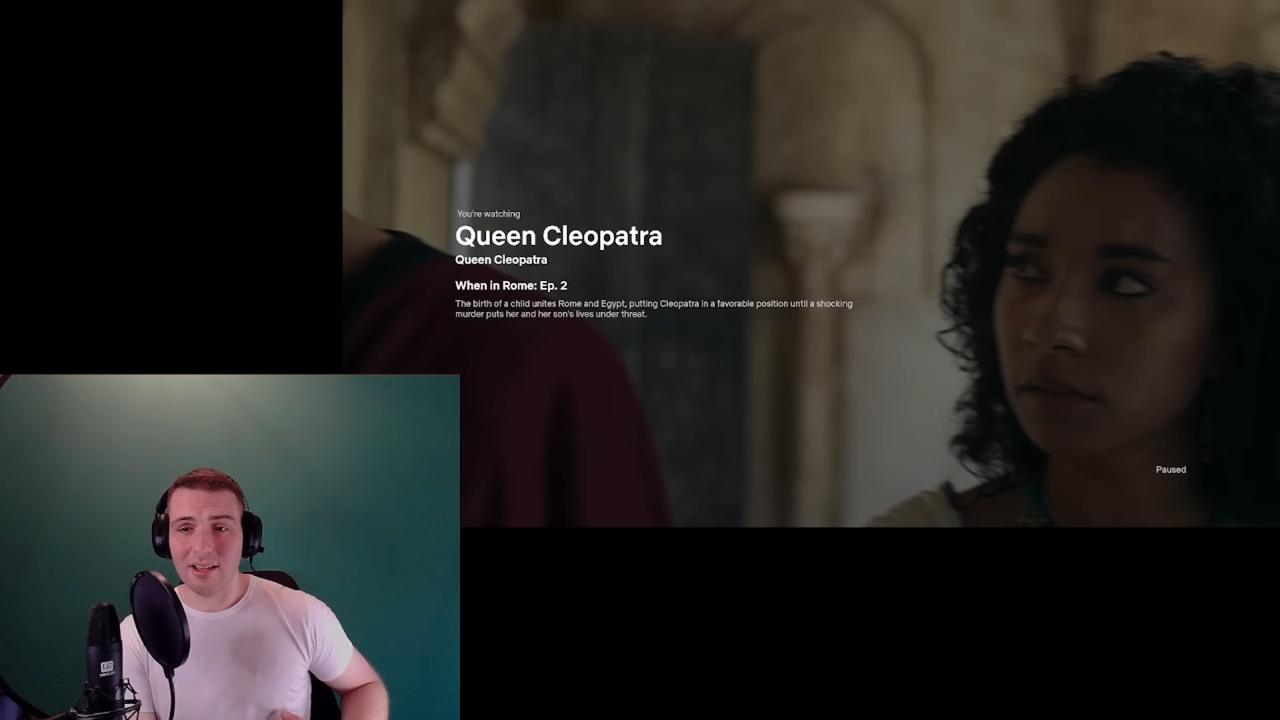 You're watching
Queen Cleopatra
Queen Cleopatra
When in Rome: Ep. 2
The birth of a child unites Rome and Egypt, putting Cleopatra in a favorable position until a shocking
murder puts her and her son's lives under threat.
Paused